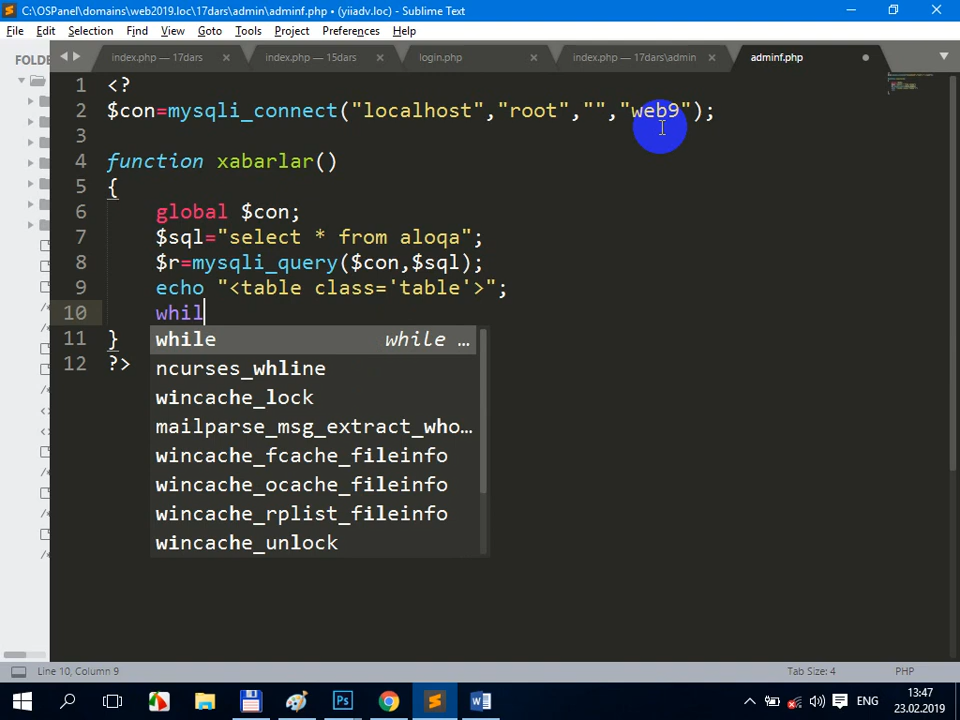 C:\OSPanel\domains\web2019.loc\17dars\admin\adminf.php • (yiiadv.loc) - Sublime Text
File Edit Selection Find View Goto Tools Project Preferences Help
FOLDE
index.php — 17dars
index.php — 15dars
login.php
index.php — 17dars\admin
adminf.php
1 <?
2 $con=mysqli_connect("localhost","root","","web9");
3
4 function xabarlar()
5 {
6 global $con;
7 $sql="select * from aloqa";
8 $r=mysqli_query($con,$sql);
9 echo "<table class='table'>";
10 whil
11 }
12 ?>
while while …
ncurses_whline
wincache_lock
mailparse_msg_extract_who…
wincache_fcache_fileinfo
wincache_ocache_fileinfo
wincache_rplist_fileinfo
wincache_unlock
Line 10, Column 9
Tab Size: 4
PHP
ENG
13:47
23.02.2019